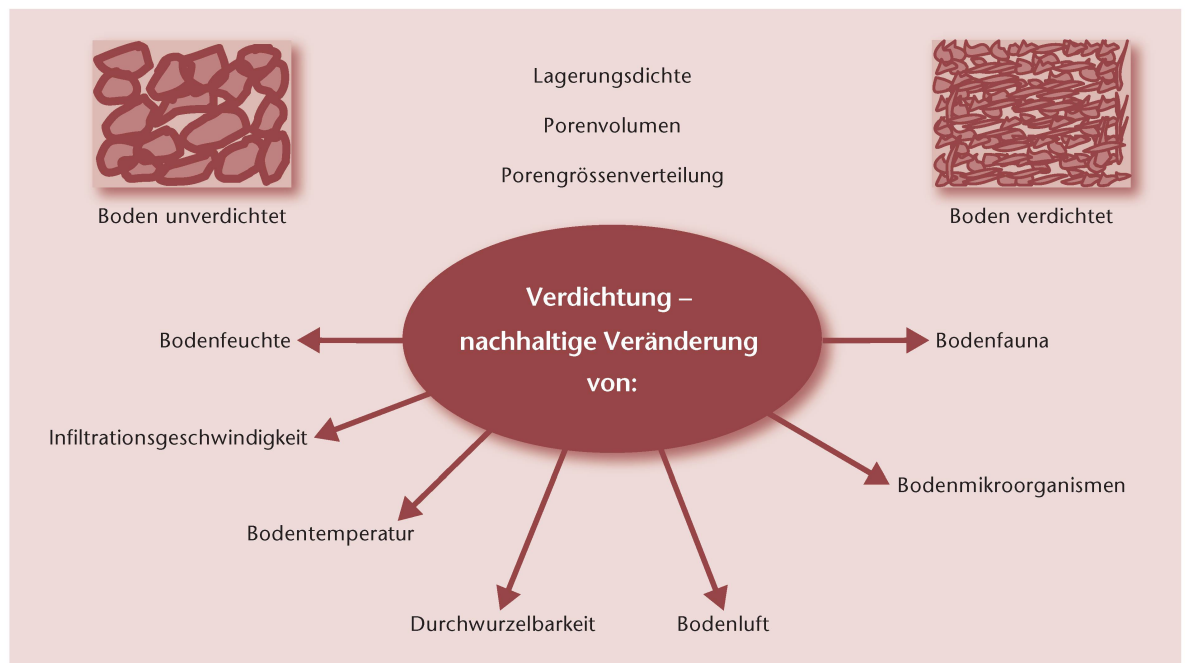 Lagerungsdichte
Porenvolumen
Porengrössenverteilung
Boden unverdichtet
Boden verdichtet
Verdichtung –
nachhaltige Veränderung
von:
Bodenfeuchte
Bodenfauna
Infiltrationsgeschwindigkeit
Bodenmikroorganismen
Bodentemperatur
Durchwurzelbarkeit
Bodenluft